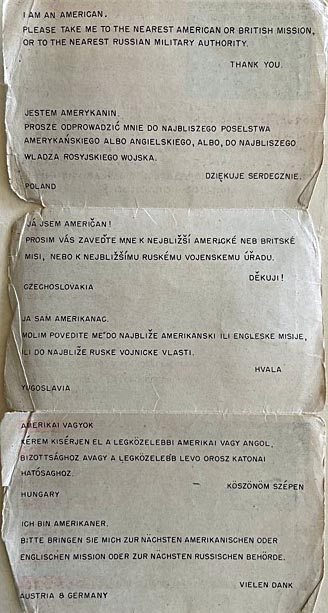 I AM AN AMERICAN.
PLEASE TAKE ME TO THE NEAREST AMERICAN OR BRITISH MISSION,
OR TO THE NEAREST RUSSIAN MILITARY AUTHORITY.
THANK YOU.
JESTEM AMERYKANIN.
PROSZE ODPROWADZIĆ MNIE DO NAJBLISZEGO POSELSTWA
AMERYKAŃSKIEGO ALBO ANGIELSKIEGO, ALBO, DO NAJBLISZEGO
WLADZA ROSYJSKIEGO WOJSKA.
DZIĘKUJE SERDECZNIE.
POLAND
JÁ JSEM AMERIČAN!
PROSIM VÁS ZAVEĎTE MNE K NEJBLIŽŠÍ AMERICKÉ NEB BRITSKÉ
MISI, NEBO K NEJBLIŽŠÍMU RUSKÉMU VOJENSKEMU ÚŘADU.
DĚKUJI!
CZECHOSLOVAKIA
JA SAM AMERIKANAC.
MOLIM POVEDITE ME DO NAJBLIŽE AMERIKANSKI ILI ENGLESKE MISIJE,
ILI DO NAJBLIŽE RUSKE VOJNICKE VLASTI.
HVALA
YUGOSLAVIA
AMERIKAI VAGYOK
KÉREM KISÉRJEN EL A LEGKÖZELEBBI AMERIKAI VAGY ANGOL
BIZOTTSÁGHOZ AVAGY A LEGKÖZELEBB LEVO OROSZ KATONAI
HATÓSAGHOZ.
KÖSZÖNÖM SZÉPEN
HUNGARY
ICH BIN AMERIKANER.
BITTE BRINGEN SIE MICH ZUR NÄCHSTEN AMERIKANISCHEN ODER
ENGLISCHEN MISSION ODER ZUR NÄCHSTEN RUSSISCHEN BEHÖRDE.
VIELEN DANK
AUSTRIA & GERMANY